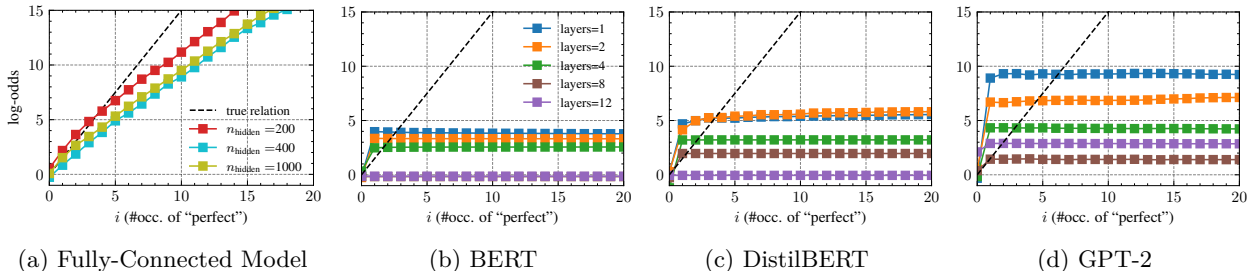 15
10
5
0
log-odds
true relation
n_hidden =200
n_hidden =400
n_hidden =1000
0 5 10 15 20
i (#occ. of “perfect”)
(a) Fully-Connected Model
15
10
5
0
layers=1
layers=2
layers=4
layers=8
layers=12
0 5 10 15 20
i (#occ. of “perfect”)
(b) BERT
15
10
5
0
0 5 10 15 20
i (#occ. of “perfect”)
(c) DistilBERT
15
10
5
0
0 5 10 15 20
i (#occ. of “perfect”)
(d) GPT-2